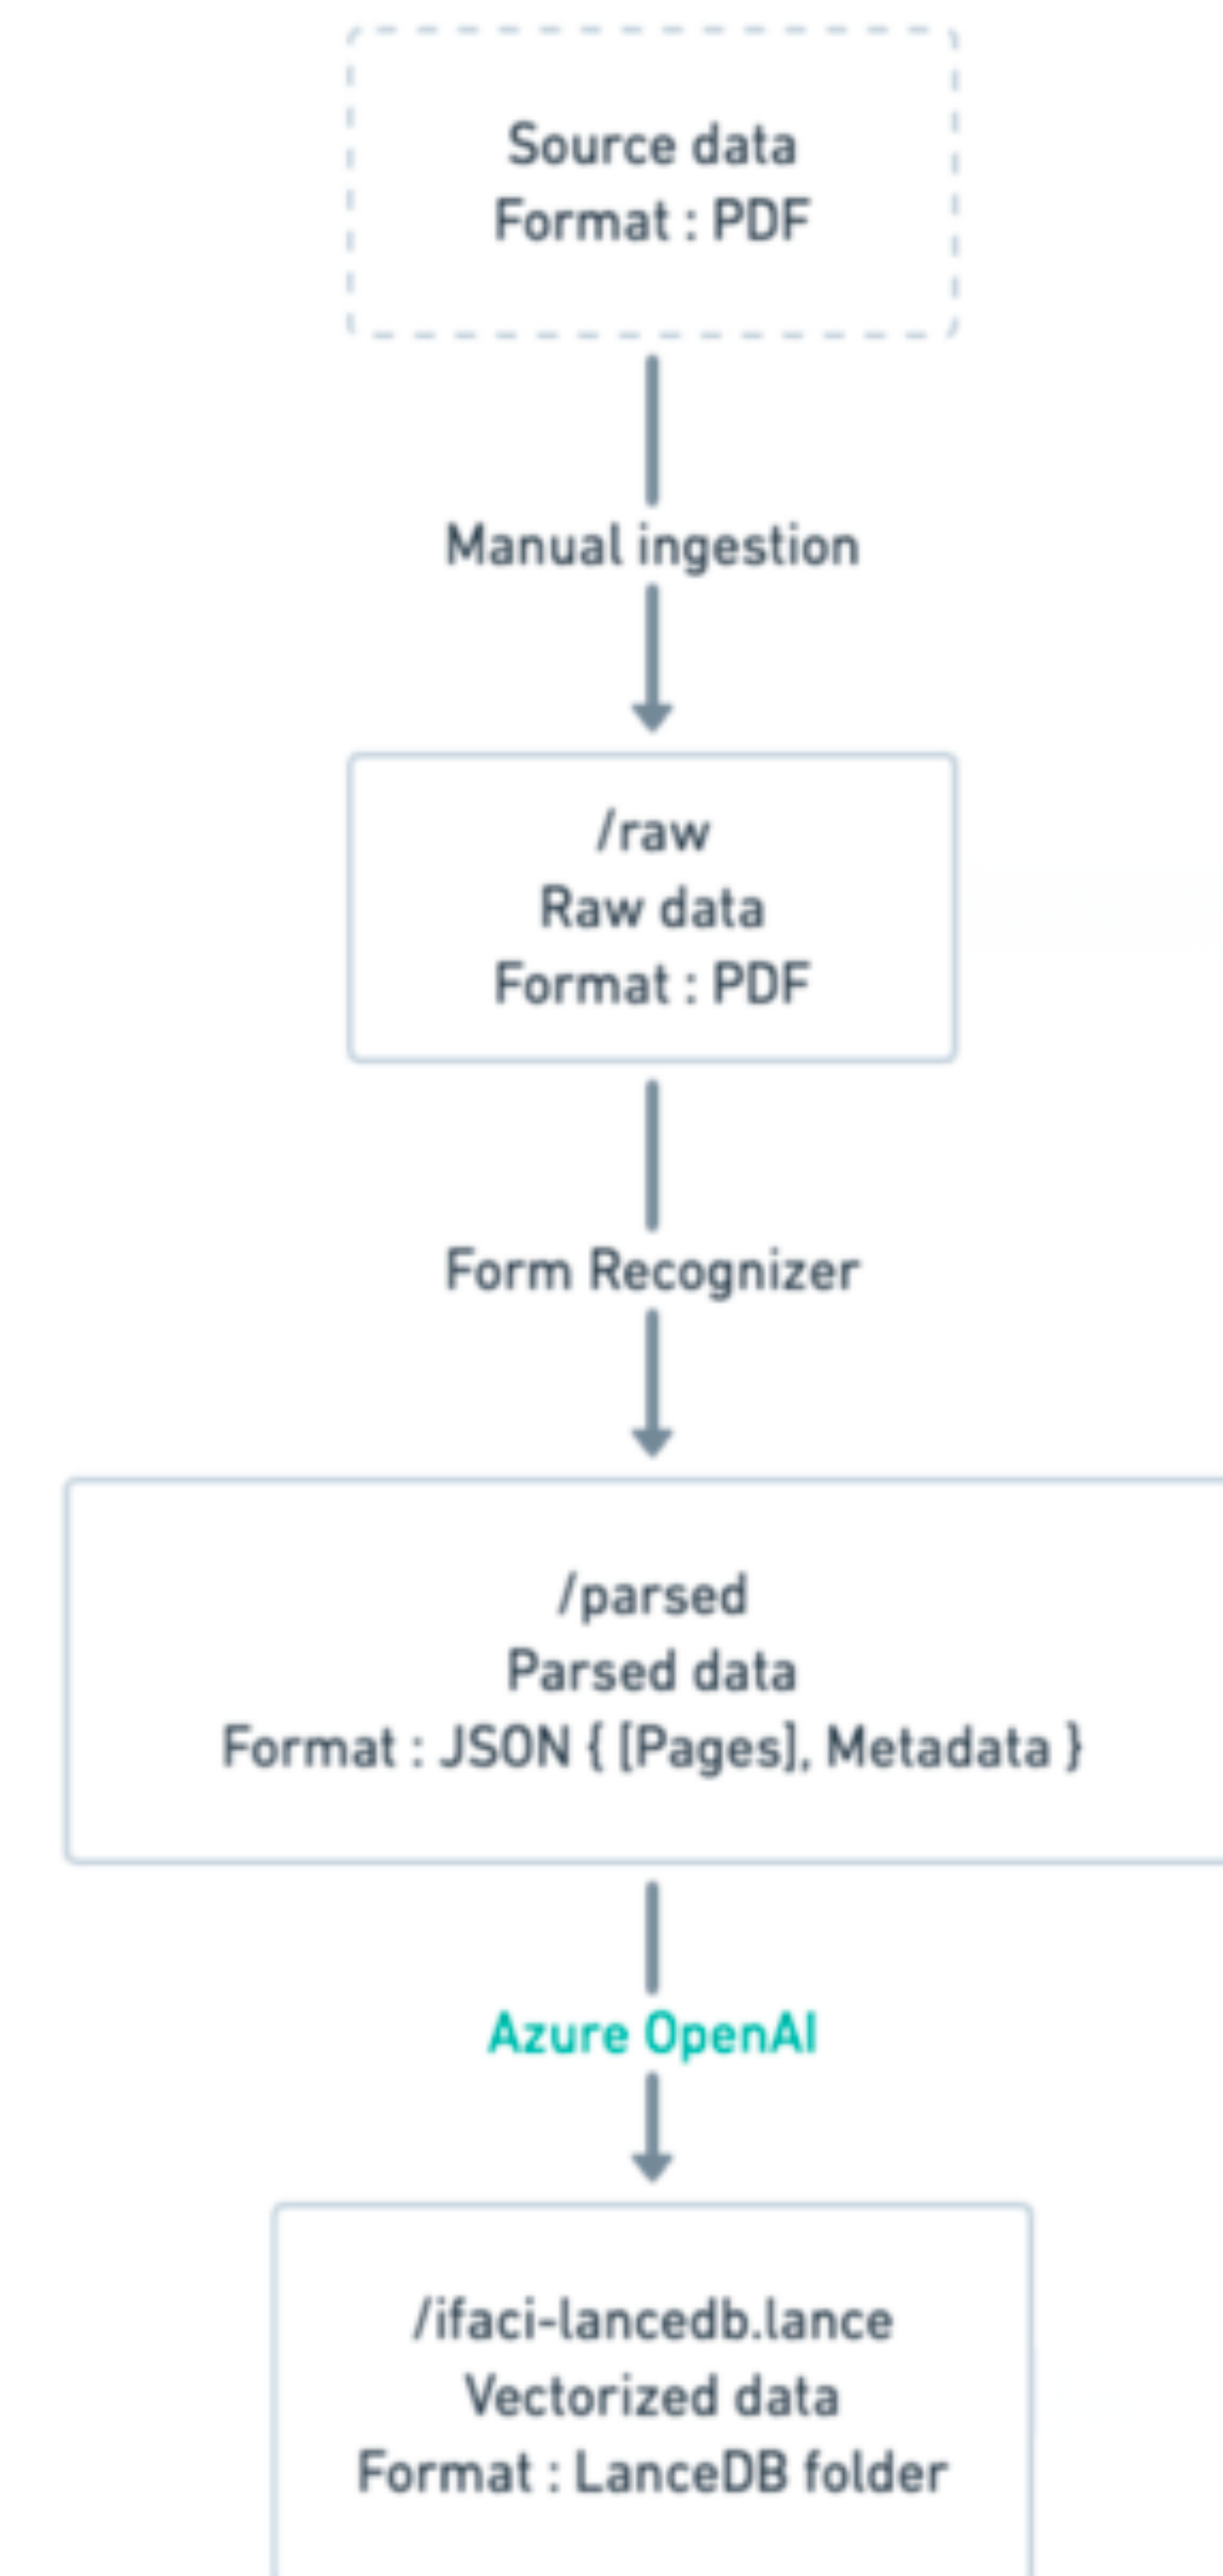 Source data
Format : PDF
Manual ingestion
/raw
Raw data
Format : PDF
Form Recognizer
/parsed
Parsed data
Format : JSON { [Pages], Metadata }
Azure OpenAI
/ifaci-lancedb.lance
Vectorized data
Format : LanceDB folder